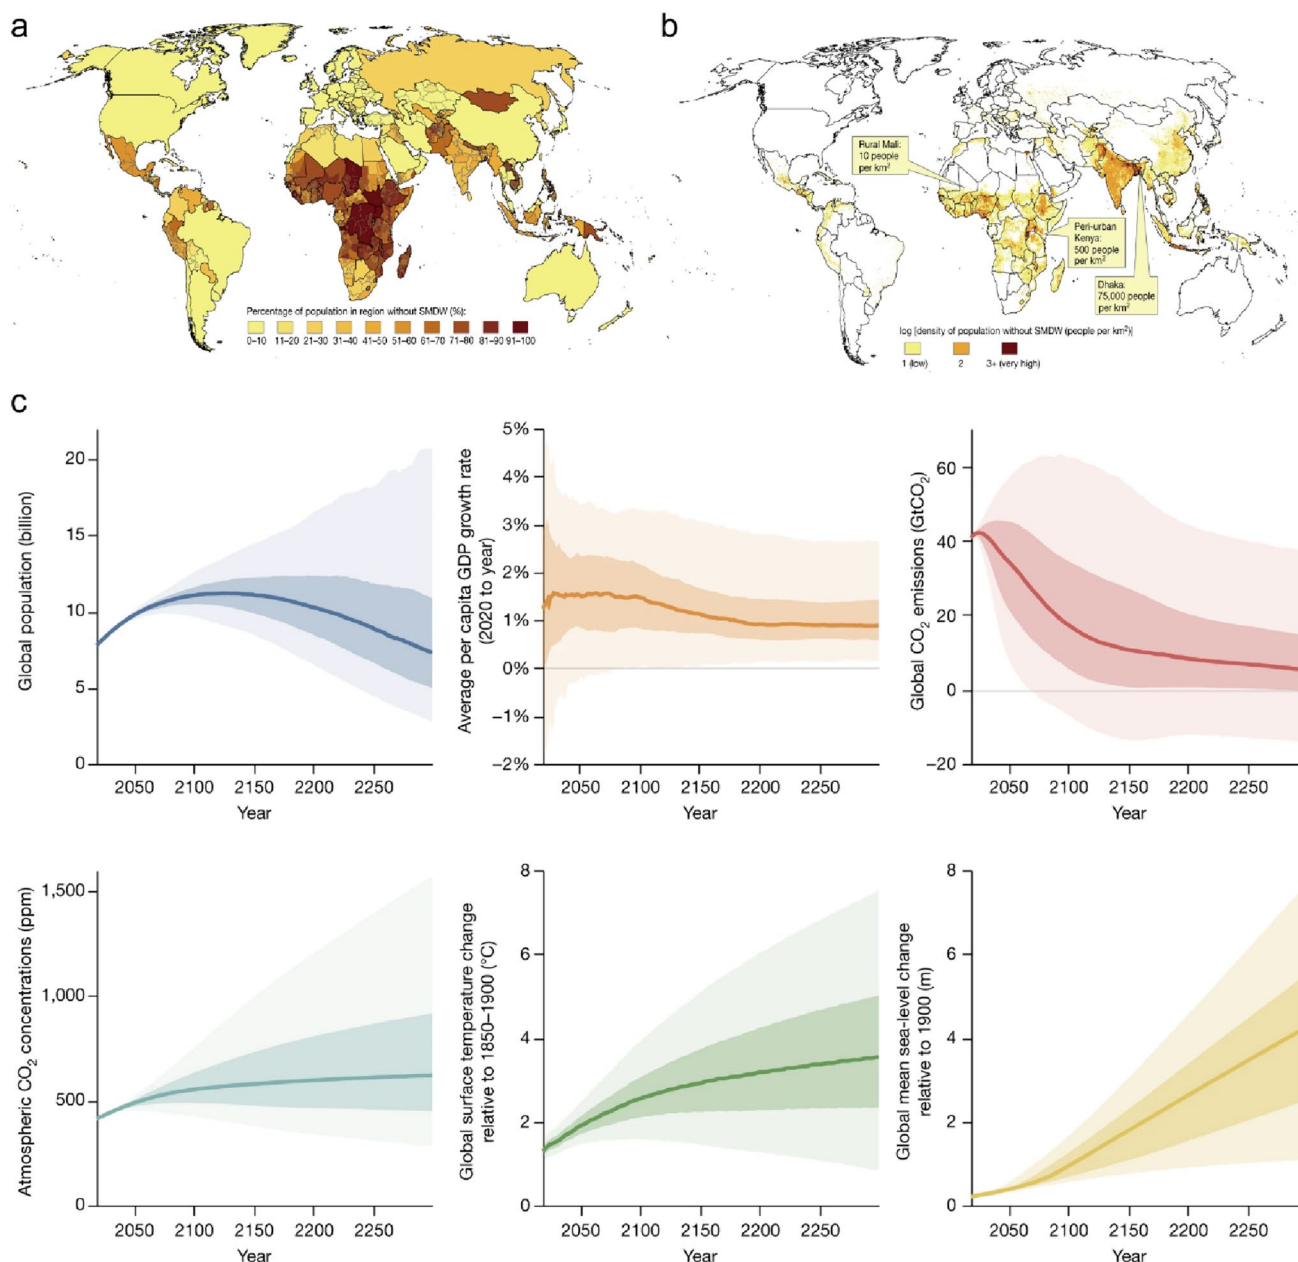 a
Percentage of population in region without SMDW (%):
0–10 11–20 21–30 31–40 41–50 51–60 61–70 71–80 81–90 91–100
b
Rural Mali:
10 people
per km²
Peri-urban
Kenya:
500 people
per km²
Dhaka:
75,000 people
per km²
log [density of population without SMDW (people per km²)]
1 (low) 2 3+ (very high)
c
Global population (billion)
20
15
10
5
0
2050 2100 2150 2200 2250
Year
Average per capita GDP growth rate
(2020 to year)
5%
4%
3%
2%
1%
0%
–1%
–2%
2050 2100 2150 2200 2250
Year
Global CO₂ emissions (GtCO₂)
60
40
20
0
–20
2050 2100 2150 2200 2250
Year
Atmospheric CO₂ concentrations (ppm)
1,500
1,000
500
0
2050 2100 2150 2200 2250
Year
Global surface temperature change
relative to 1850–1900 (°C)
8
6
4
2
0
2050 2100 2150 2200 2250
Year
Global mean sea-level change
relative to 1900 (m)
8
6
4
2
0
2050 2100 2150 2200 2250
Year